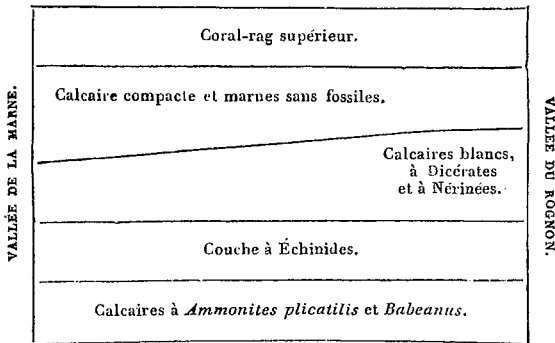 Coral-rag supérieur.
VALLÉE DE LA MARNE.
Calcaire compacte et marnes sans fossiles.
VALLÉE DU ROGNON.
Calcaires blancs,
à Dicérates
et à Nérinées.
Couche à Échinides.
Calcaires à Ammonites plicatilis et Babeanus.